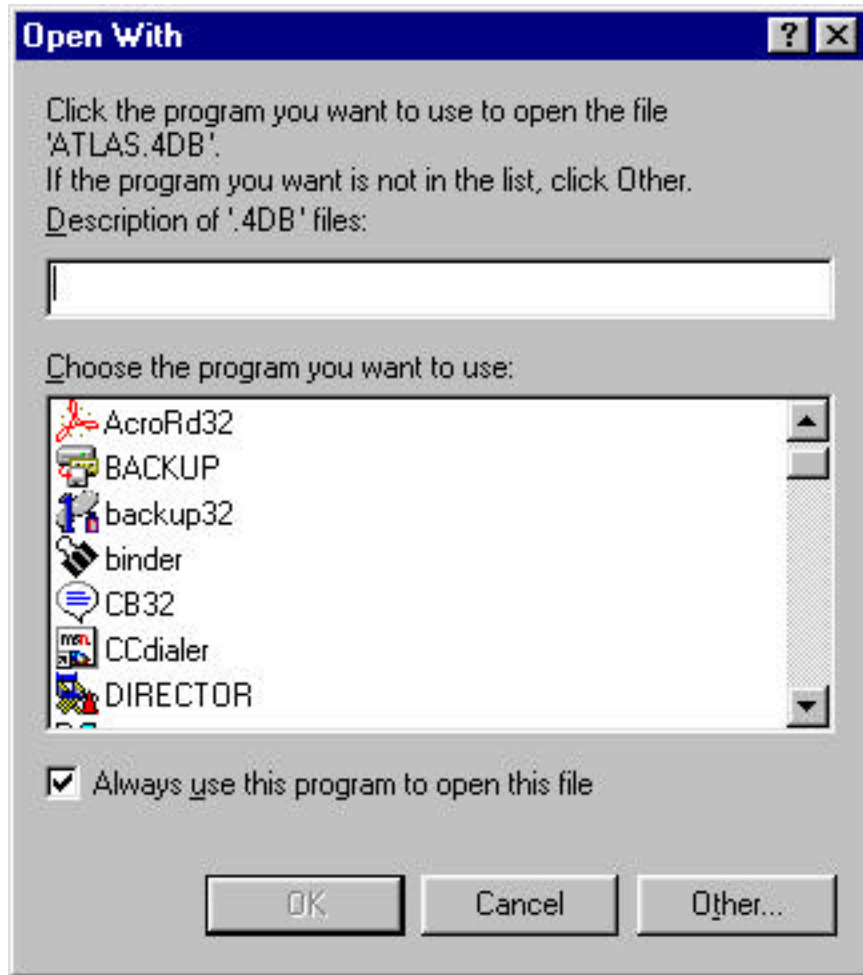 Open With
Click the program you want to use to open the file
'ATLAS.4DB'.
If the program you want is not in the list, click Other.
Description of '.4DB' files:
Choose the program you want to use:
AcroRd32
BACKUP
backup32
binder
CB32
msn.
CCdialer
DIRECTOR
Always use this program to open this file
OK
Cancel
Other...